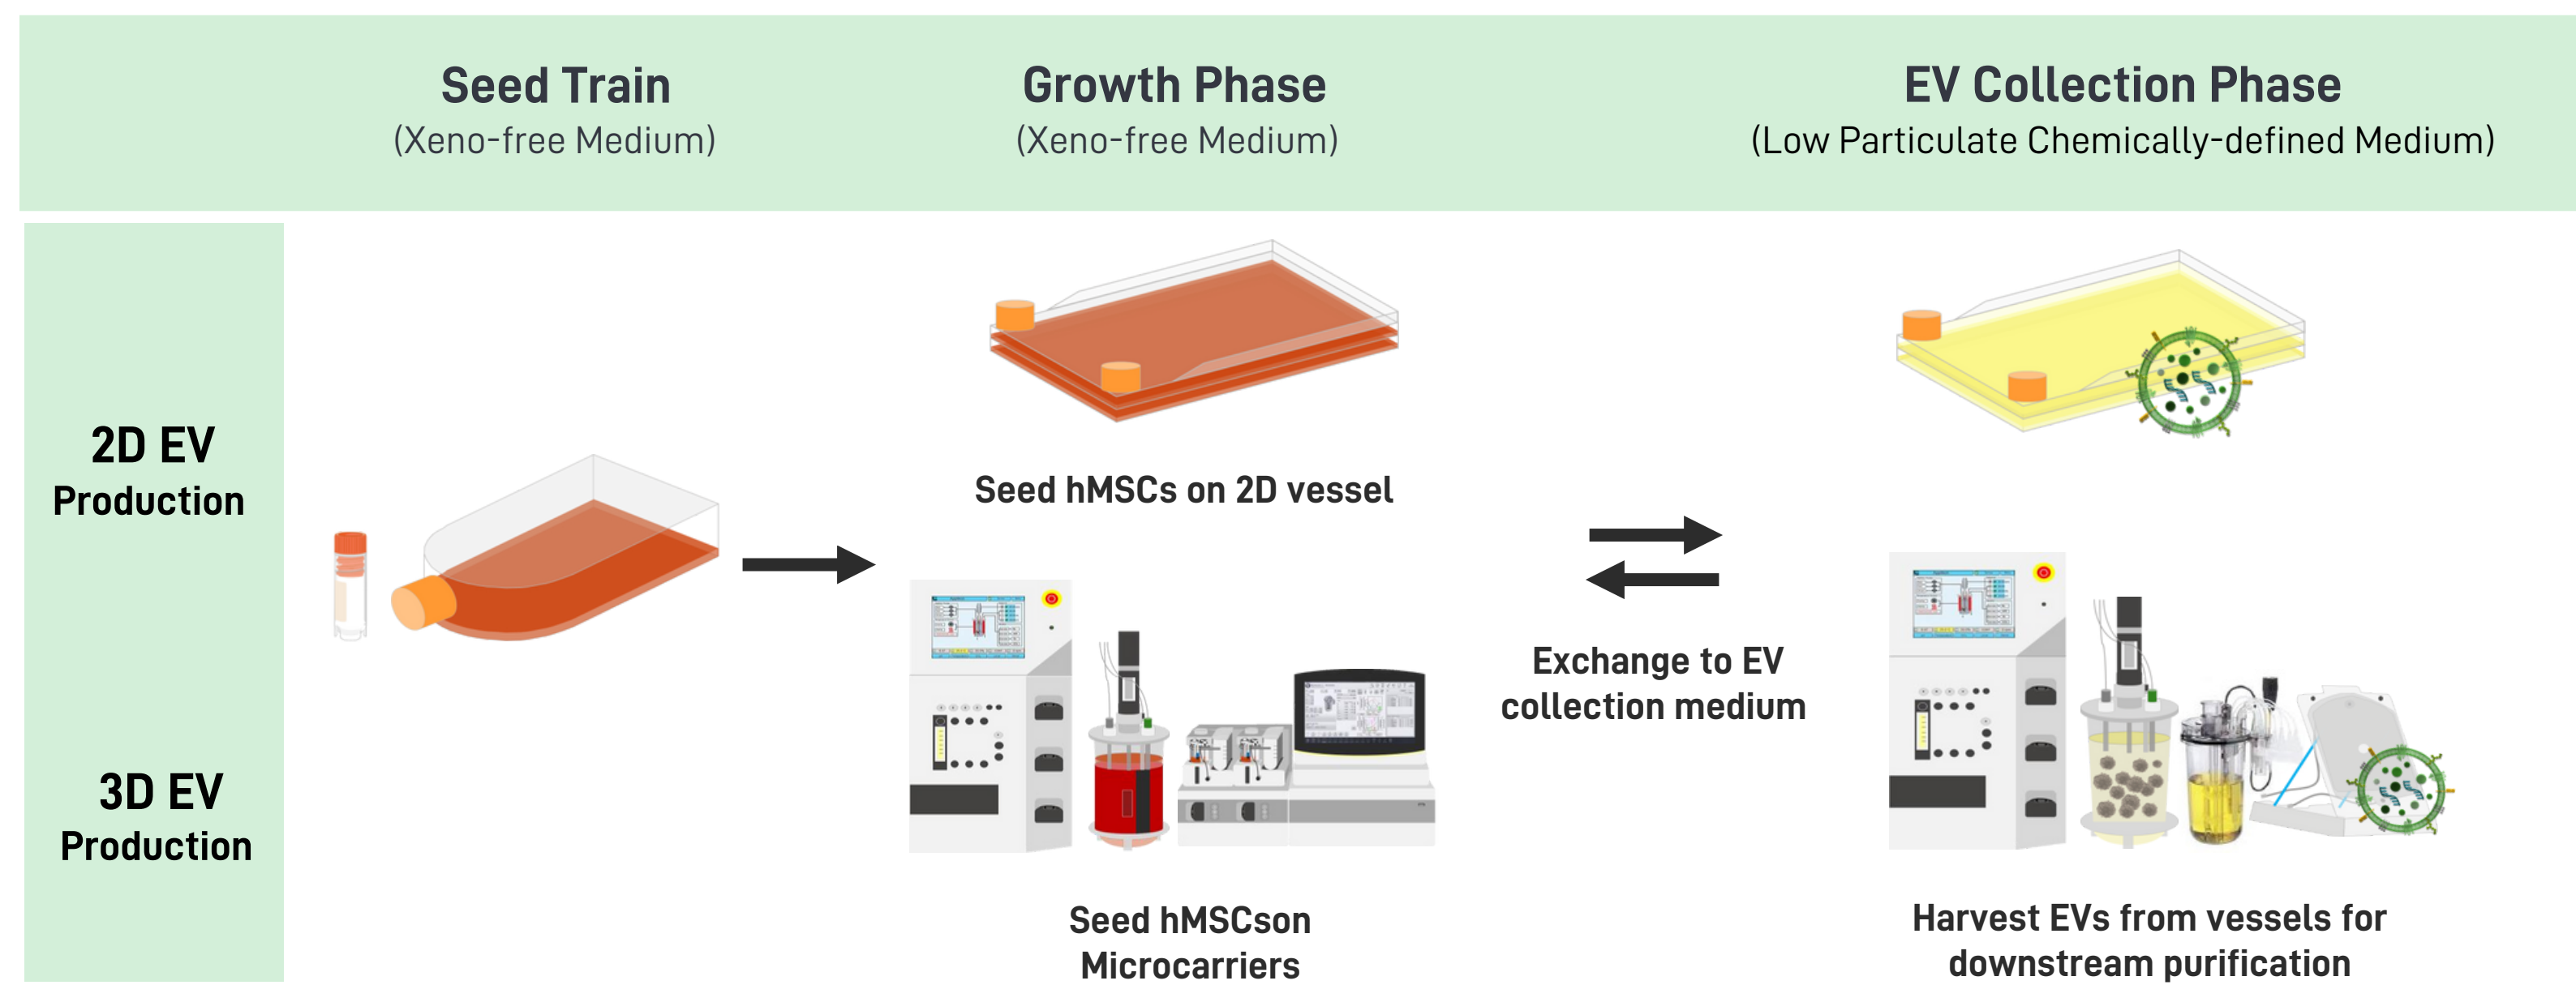 Seed Train
(Xeno-free Medium)
Growth Phase
(Xeno-free Medium)
EV Collection Phase
(Low Particulate Chemically-defined Medium)
2D EV
Production
Seed hMSCs on 2D vessel
Exchange to EV
collection medium
3D EV
Production
Seed hMSCson
Microcarriers
Harvest EVs from vessels for
downstream purification